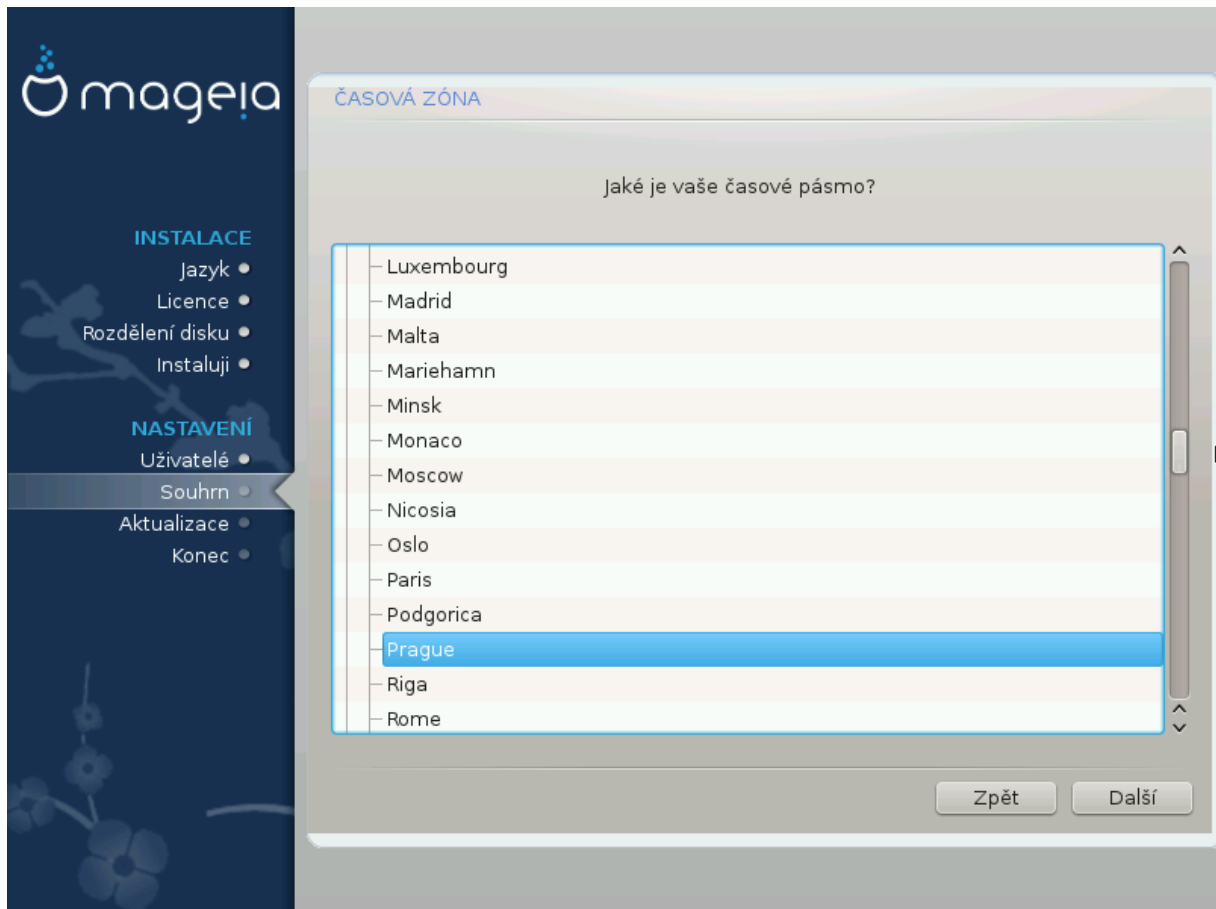 mageia
INSTALACE
Jazyk
Licence
Rozdělení disku
Instaluji
NASTAVENÍ
Uživatelé
Souhrn
Aktualizace
Konec
ČASOVÁ ZÓNA
Jaké je vaše časové pásmo?
Luxembourg
Madrid
Malta
Mariehamn
Minsk
Monaco
Moscow
Nicosia
Oslo
Paris
Podgorica
Prague
Riga
Rome
Zpět
Další